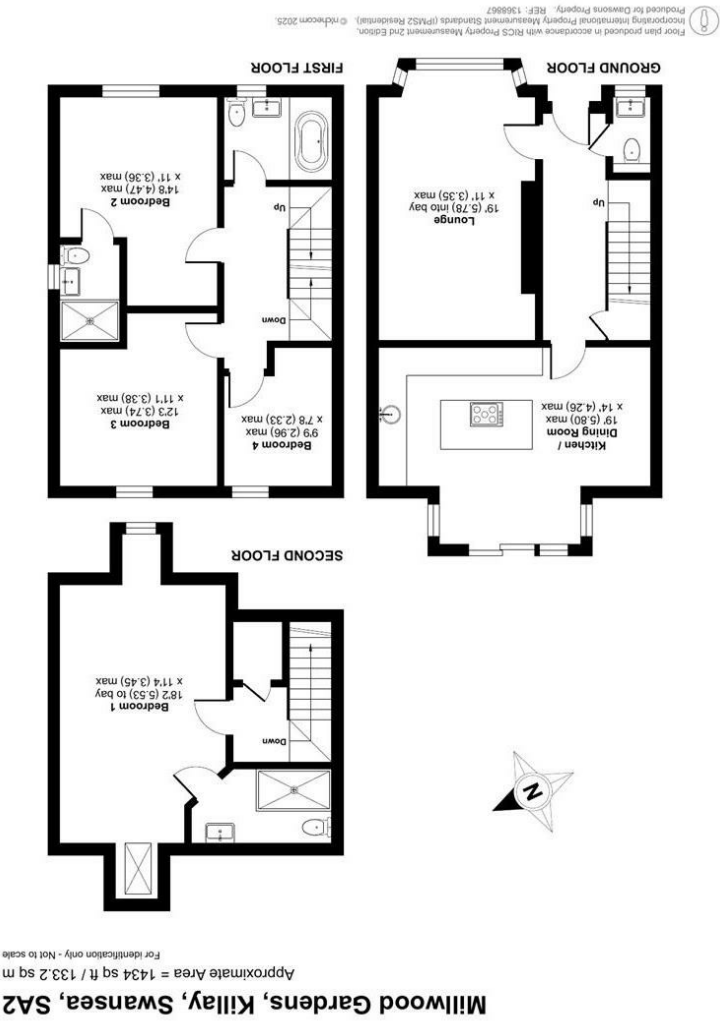 Millwood Gardens, Killay, Swansea, SA2
Approximate Area = 1434 sq ft / 133.2 sq m
For identification only - Not to scale
N
Down
Bedroom 1
18'2 (5.53) to bay
x 11'4 (3.45) max
SECOND FLOOR
Kitchen /
Dining Room
19' (5.80) max
x 14' (4.26) max
Bedroom 4
9'9 (2.96) max
x 7'8 (2.33) max
Bedroom 3
12'3 (3.74) max
x 11'1 (3.38) max
Down
Up
Lounge
19' (5.78) into bay
x 11' (3.35) max
Up
Bedroom 2
14'8 (4.47) max
x 11' (3.36) max
GROUND FLOOR
FIRST FLOOR
Floor plan produced in accordance with RICS Property Measurement 2nd Edition,
Incorporating International Property Measurement Standards (IPMS2 Residential). © nichecom 2025.
Produced for Dawsons Property. REF: 1368867